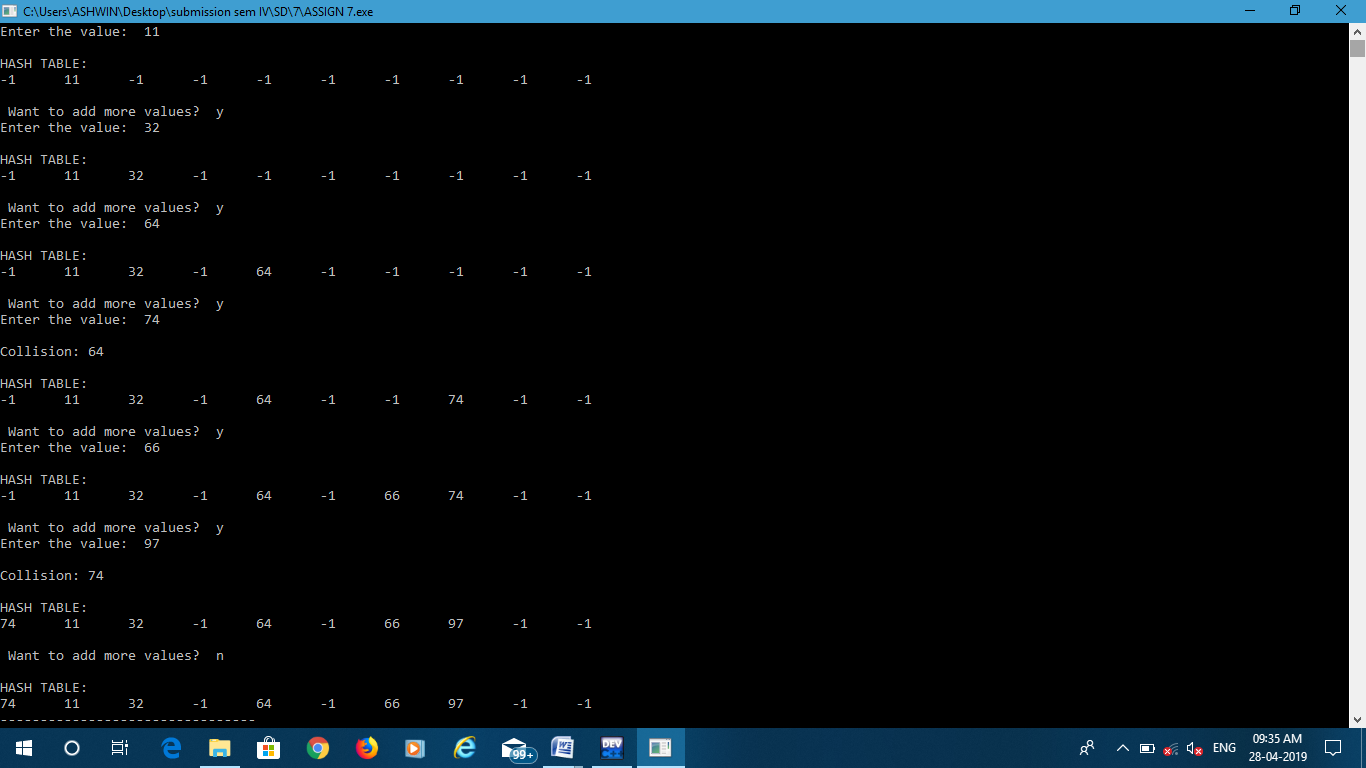 C:\Users\ASHWIN\Desktop\submission sem IV\SD\7\ASSIGN 7.exe
Enter the value:  11
HASH TABLE:
-1      11      -1      -1      -1      -1      -1      -1      -1      -1
 Want to add more values?  y
Enter the value:  32
HASH TABLE:
-1      11      32      -1      -1      -1      -1      -1      -1      -1
 Want to add more values?  y
Enter the value:  64
HASH TABLE:
-1      11      32      -1      64      -1      -1      -1      -1      -1
 Want to add more values?  y
Enter the value:  74
Collision: 64
HASH TABLE:
-1      11      32      -1      64      -1      -1      74      -1      -1
 Want to add more values?  y
Enter the value:  66
HASH TABLE:
-1      11      32      -1      64      -1      66      74      -1      -1
 Want to add more values?  y
Enter the value:  97
Collision: 74
HASH TABLE:
74      11      32      -1      64      -1      66      97      -1      -1
 Want to add more values?  n
HASH TABLE:
74      11      32      -1      64      -1      66      97      -1      -1
--------------------------------
99+ DEV ENG 09:35 AM
28-04-2019